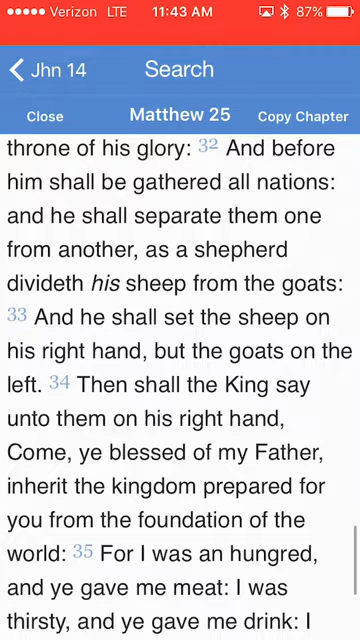 Verizon LTE 11:43 AM 87%
Jhn 14 Search
Close Matthew 25 Copy Chapter
throne of his glory: 32 And before
him shall be gathered all nations:
and he shall separate them one
from another, as a shepherd
divideth his sheep from the goats:
33 And he shall set the sheep on
his right hand, but the goats on the
left. 34 Then shall the King say
unto them on his right hand,
Come, ye blessed of my Father,
inherit the kingdom prepared for
you from the foundation of the
world: 35 For I was an hungred,
and ye gave me meat: I was
thirsty, and ye gave me drink: I